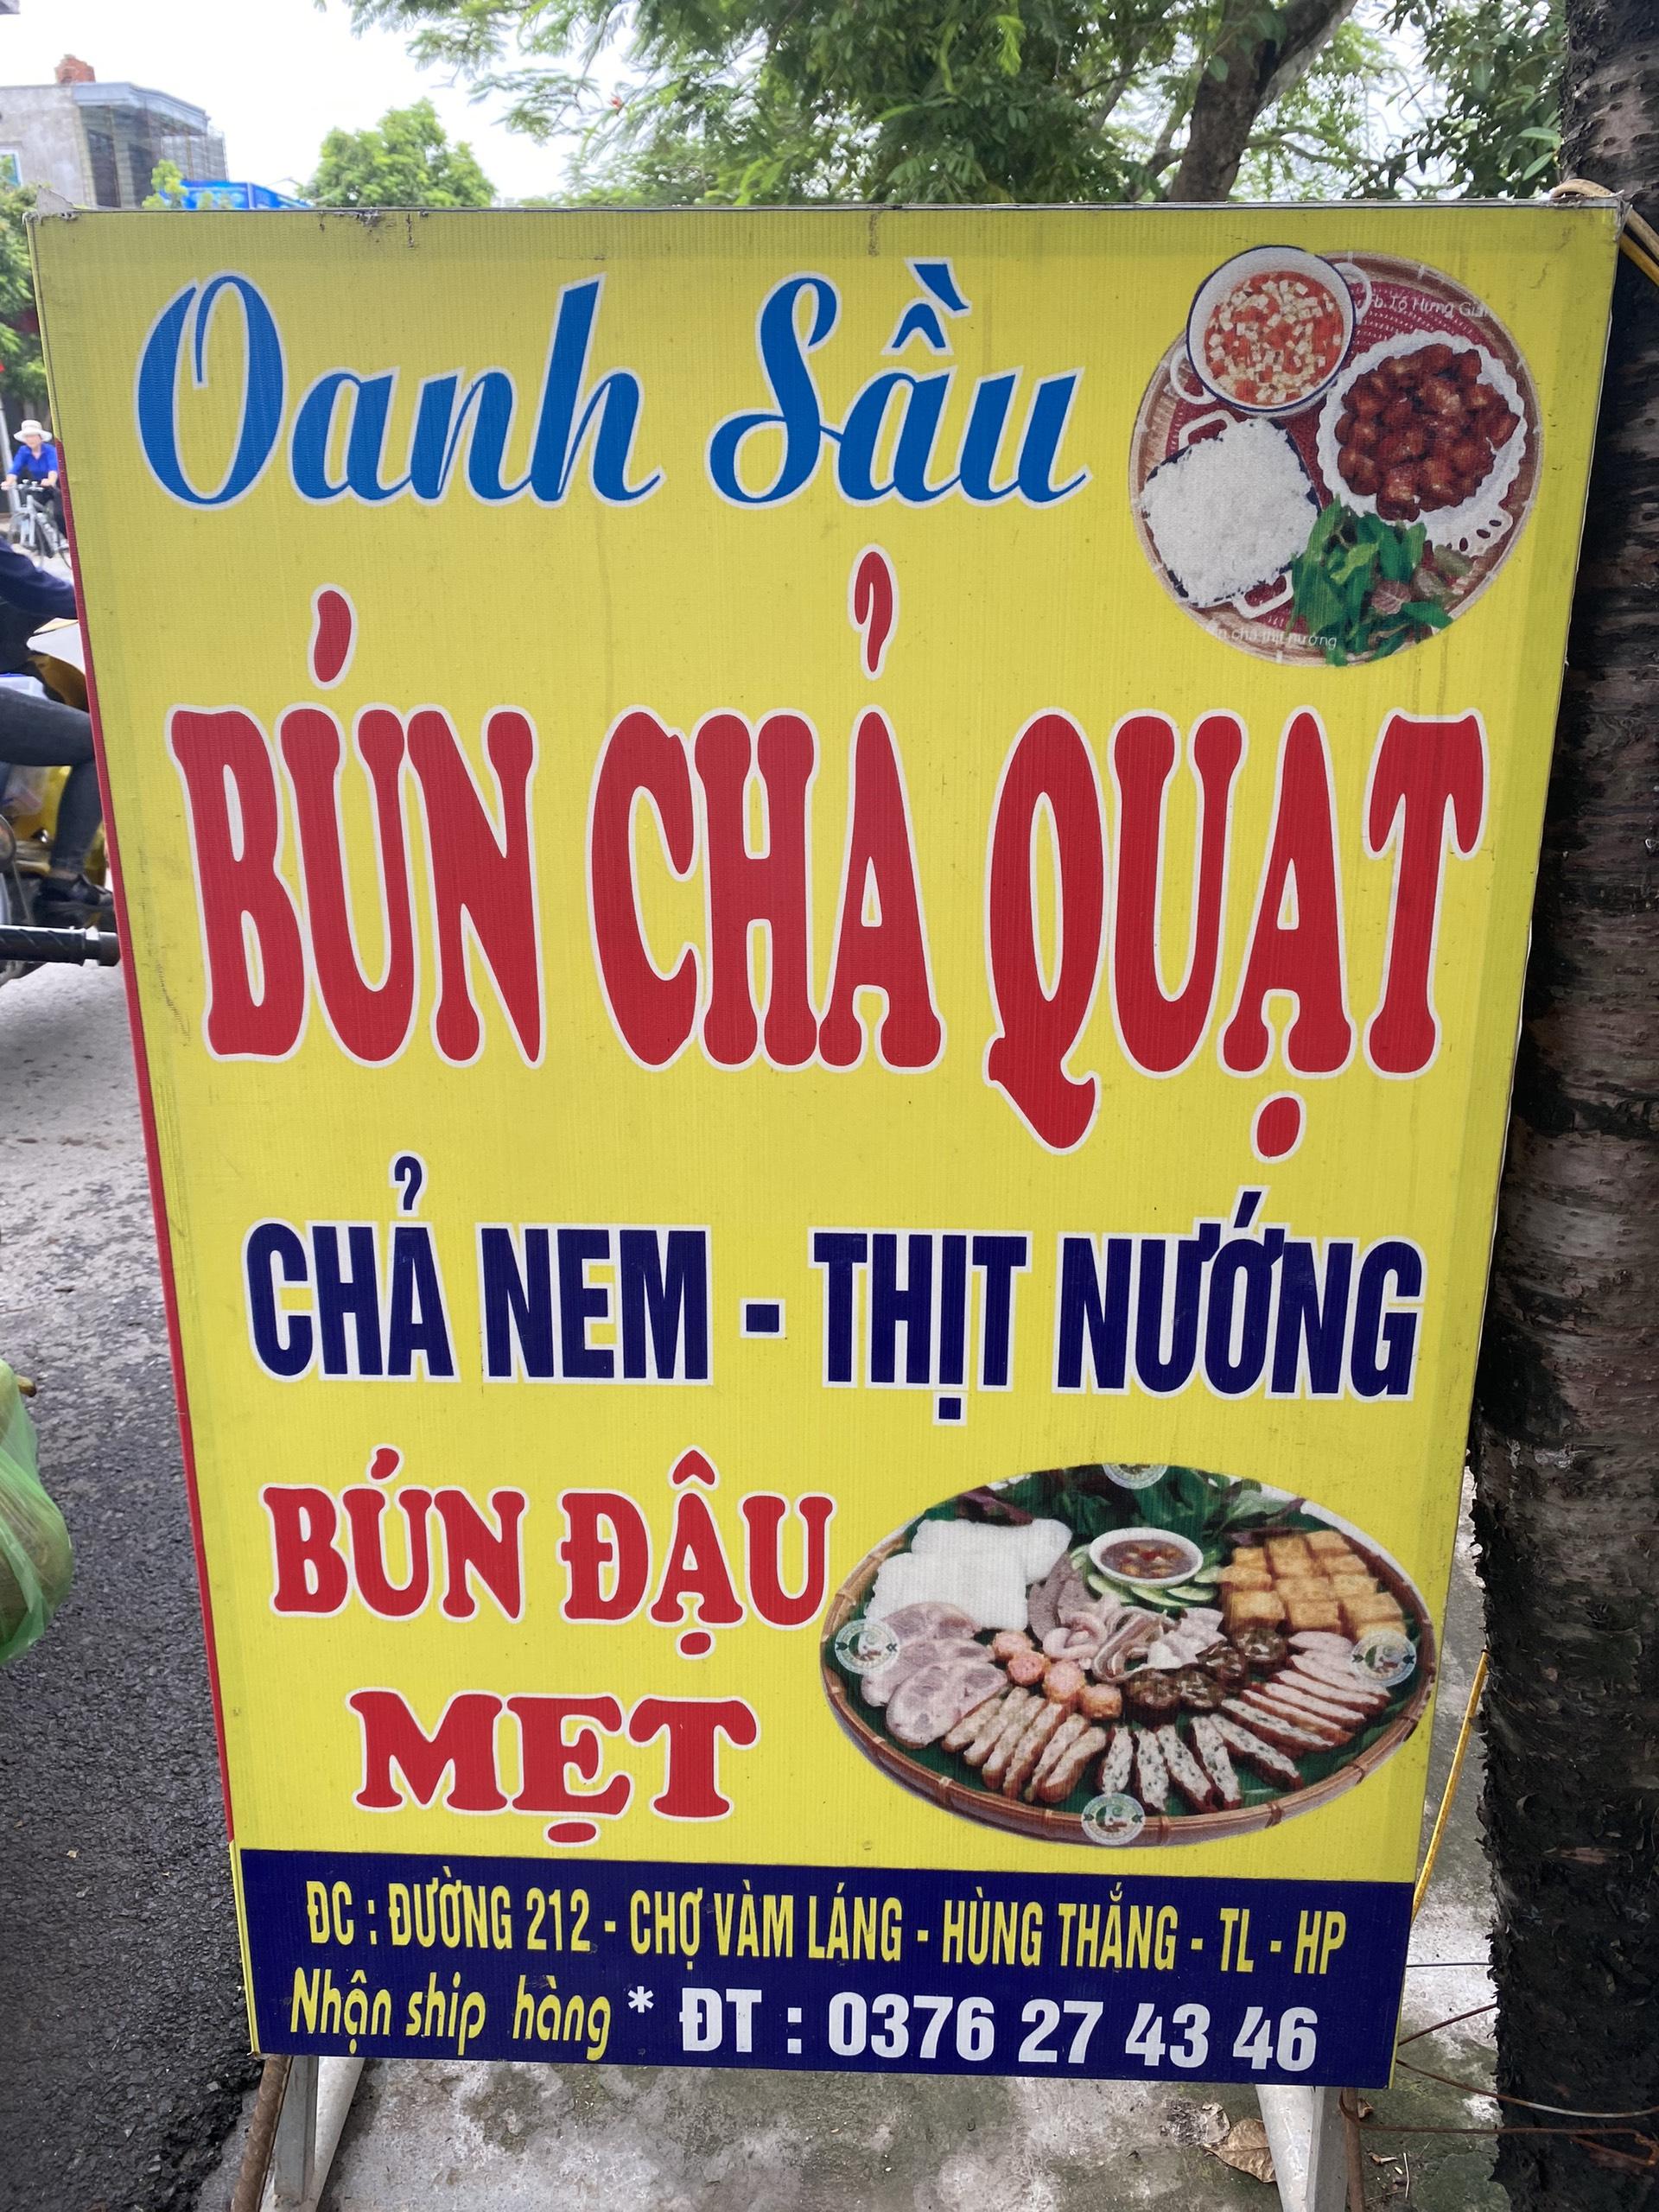 Oanh Sầu
BÚN CHẢ QUẠT
CHẢ NEM - THỊT NƯỚNG
BÚN ĐẬU
MẸT
ĐC : ĐƯỜNG 212 - CHỢ VÀM LÁNG - HÙNG THẮNG - TL - HP
Nhận ship hàng * ĐT : 0376 27 43 46